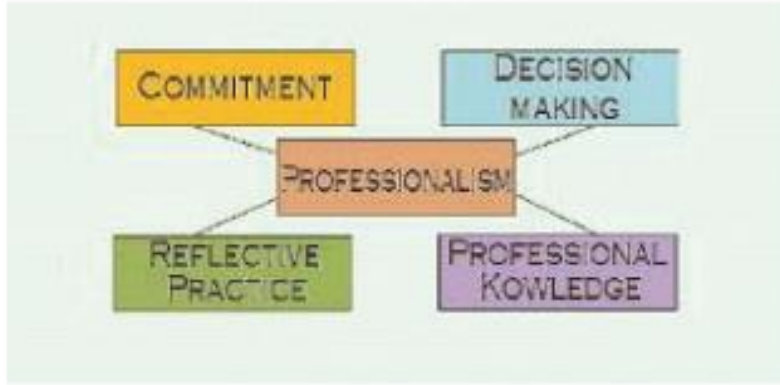 COMMITMENT
DECISION
MAKING
PROFESSIONALISM
REFLECTIVE
PRACTICE
PROFESSIONAL
KOWLEDGE